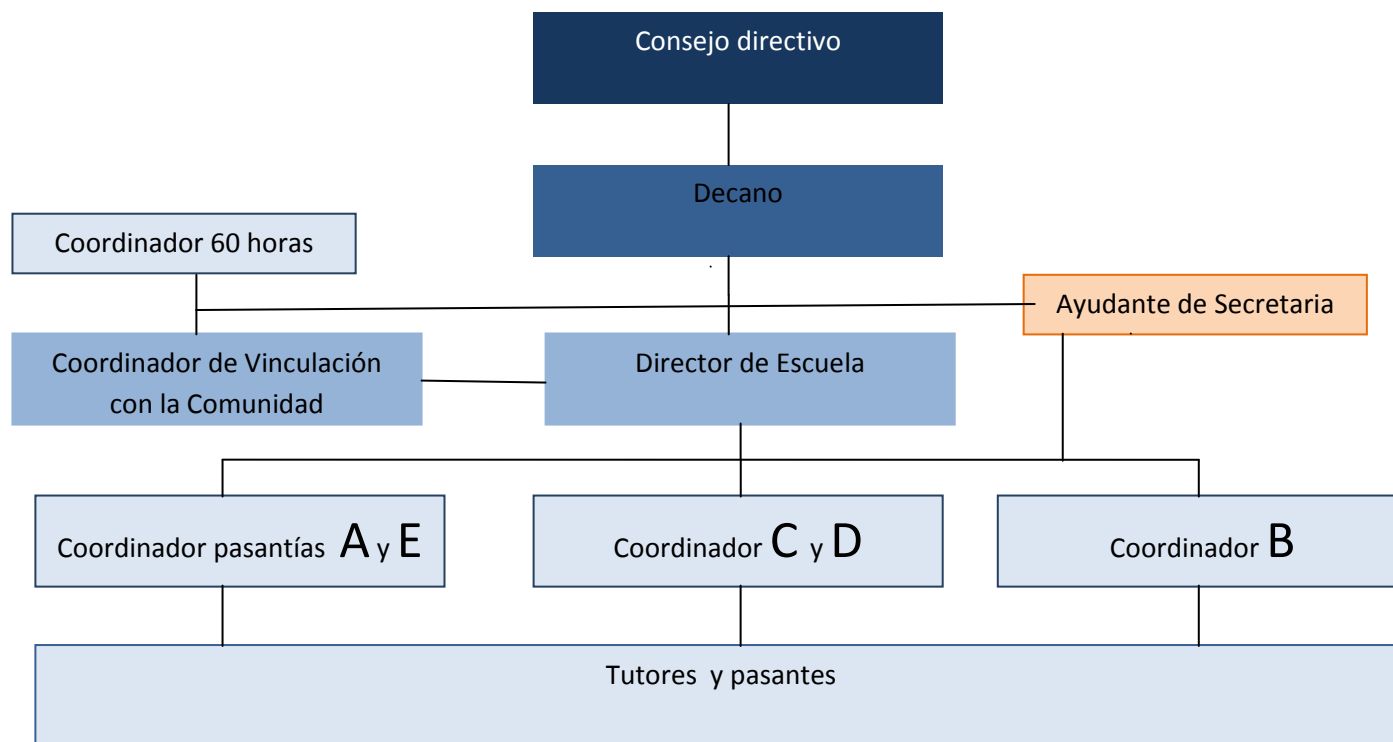 Consejo directivo
Decano
Coordinador 60 horas
Ayudante de Secretaria
Coordinador de Vinculación
con la Comunidad
Director de Escuela
Coordinador pasantías A y E
Coordinador C y D
Coordinador B
Tutores y pasantes